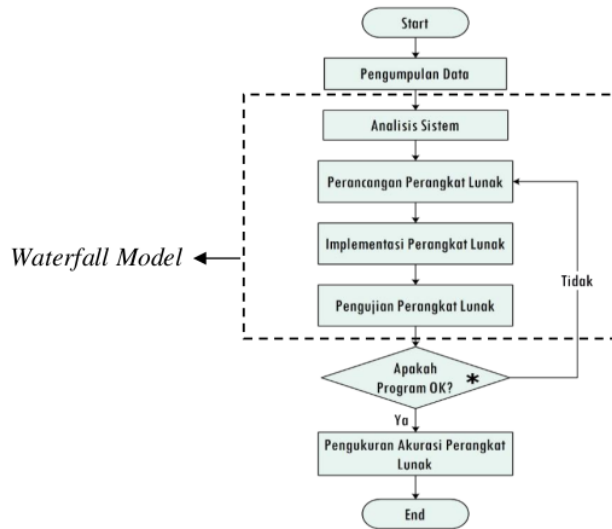 Start
Pengumpulan Data
Analisis Sistem
Perancangan Perangkat Lunak
Implementasi Perangkat Lunak
Waterfall Model
Tidak
Pengujian Perangkat Lunak
Apakah
Program OK? *
Ya
Pengukuran Akurasi Perangkat
Lunak
End